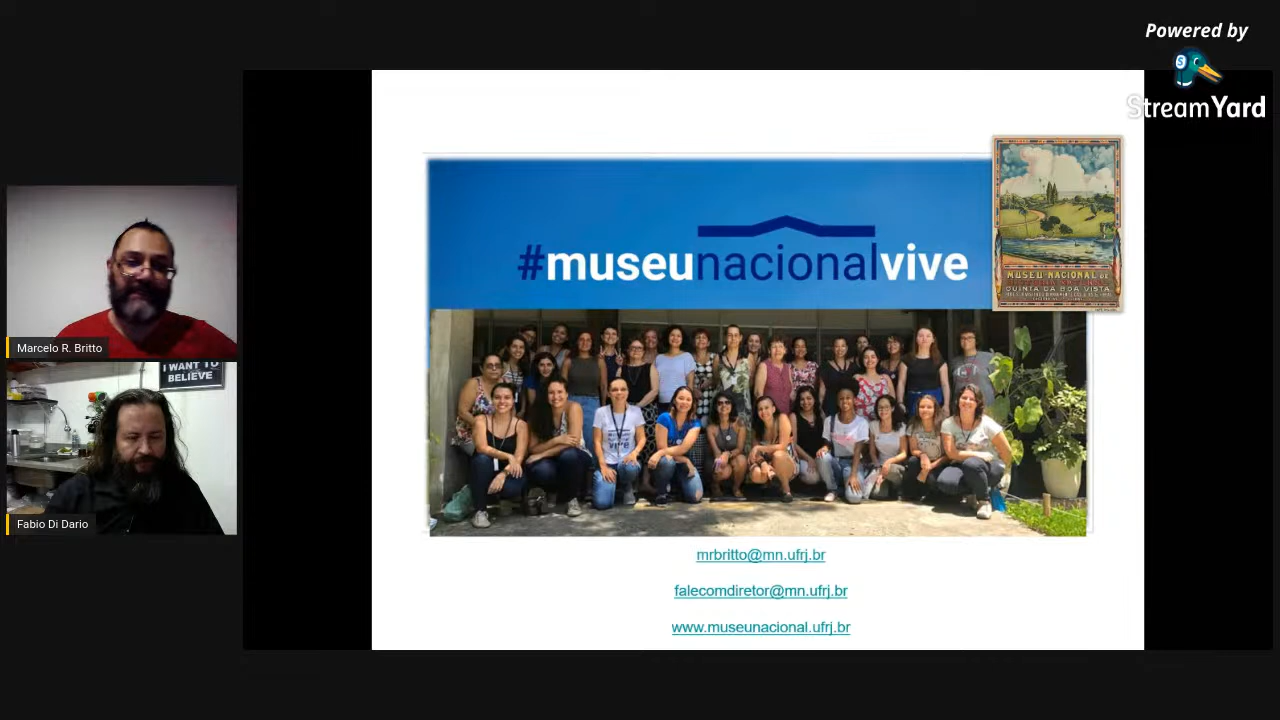 Powered by
StreamYard
#museunacionalvive
MUSEU·NACIONAL DE
QUINTA DA BOA VISTA
Marcelo R. Britto
I WANT TO
BELIEVE
Fabio Di Dario
mrbritto@mn.ufrj.br
falecomdiretor@mn.ufrj.br
www.museunacional.ufrj.br